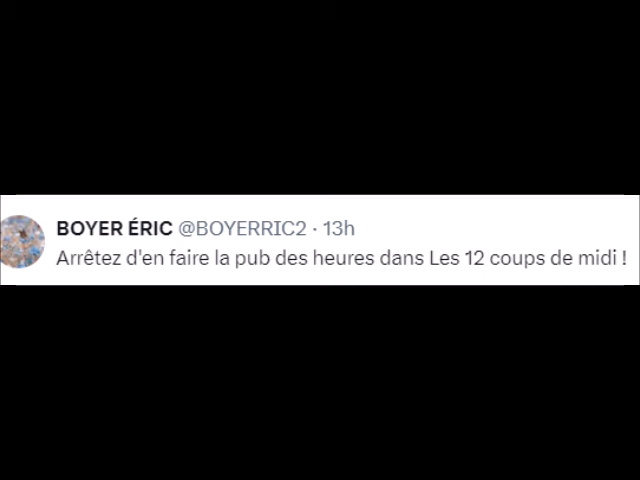 BOYER ÉRIC @BOYERRIC2 · 13h
Arrêtez d'en faire la pub des heures dans Les 12 coups de midi !